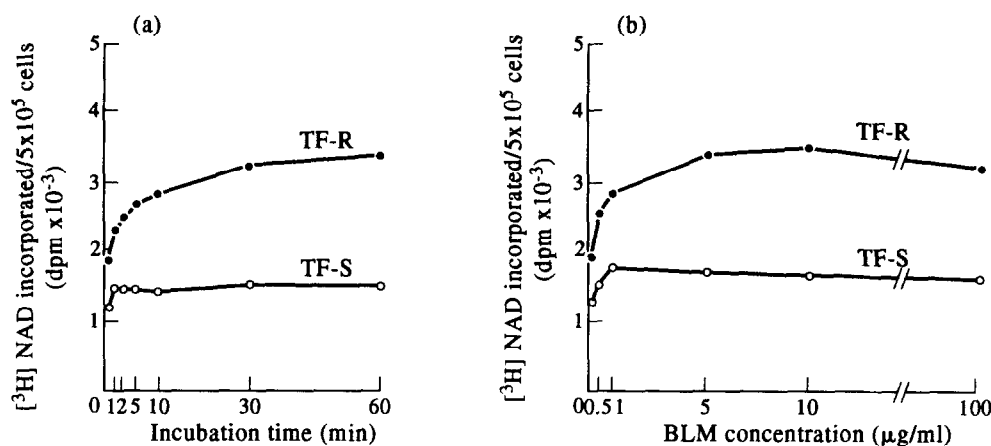 (a)
[³H] NAD incorporated/5x10⁵ cells
(dpm x10⁻³)
5
4
3
2
1
TF-R
TF-S
0 1 2 5 10 30 60
Incubation time (min)
(b)
[³H] NAD incorporated/5x10⁵ cells
(dpm x10⁻³)
5
4
3
2
1
TF-R
TF-S
0 0.5 1 5 10 100
BLM concentration (µg/ml)